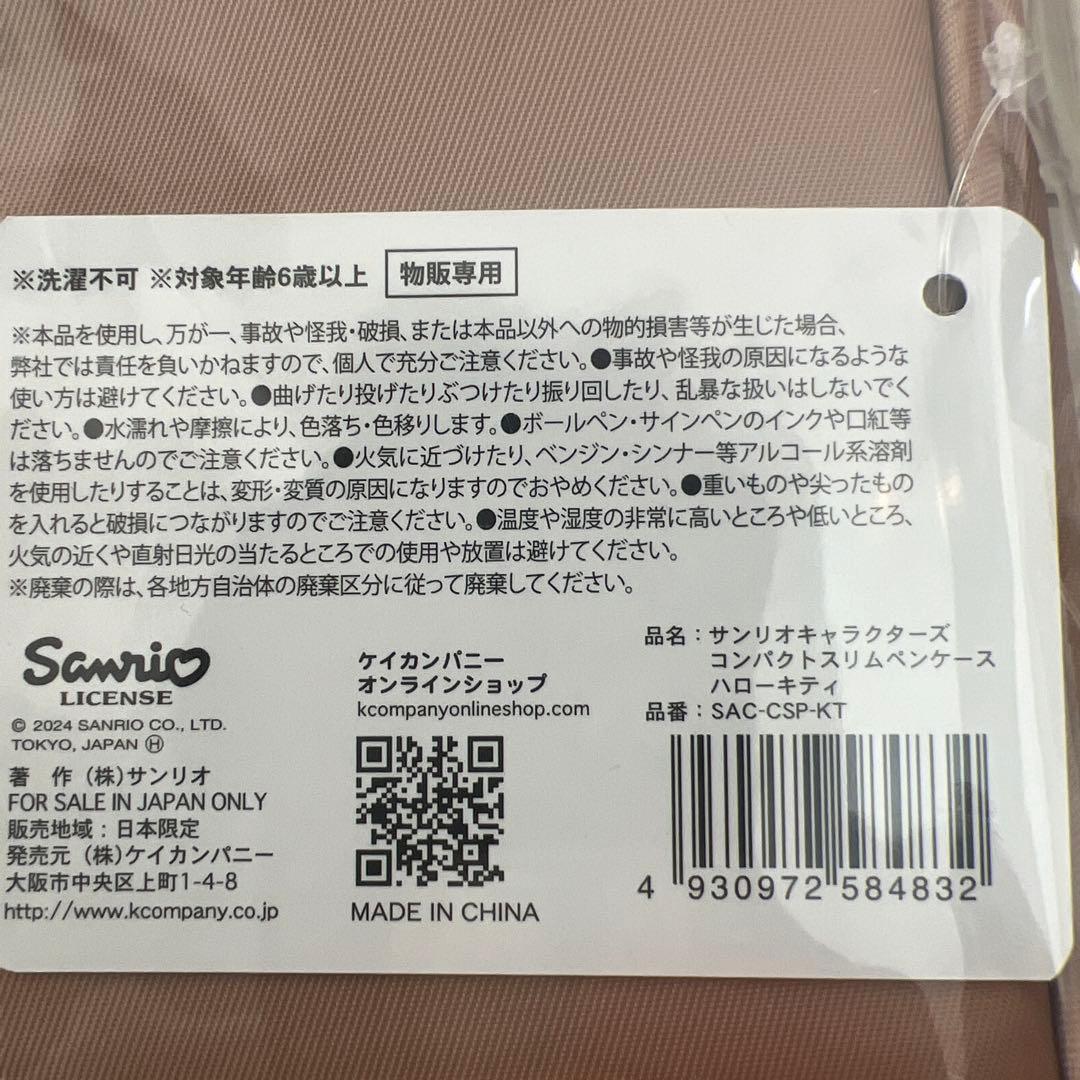 ※洗濯不可 ※対象年齢6歳以上 物販専用
※本品を使用し、万が一、事故や怪我・破損、または本品以外への物的損害等が生じた場合、
弊社では責任を負いかねますので、個人で充分ご注意ください。●事故や怪我の原因になるような
使い方は避けてください。●曲げたり投げたりぶつけたり振り回したり、乱暴な扱いはしないでく
ださい。●水濡れや摩擦により、色落ち・色移りします。●ボールペン・サインペンのインクや口紅等
は落ちませんのでご注意ください。●火気に近づけたり、ベンジン・シンナー等アルコール系溶剤
を使用したりすることは、変形・変質の原因になりますのでおやめください。●重いものや尖ったもの
を入れると破損につながりますのでご注意ください。●温度や湿度の非常に高いところや低いところ、
火気の近くや直射日光の当たるところでの使用や放置は避けてください。
※廃棄の際は、各地方自治体の廃棄区分に従って廃棄してください。
Sanrio
LICENSE
© 2024 SANRIO CO., LTD.
TOKYO, JAPAN Ⓗ
著 作 (株)サンリオ
FOR SALE IN JAPAN ONLY
販売地域：日本限定
発売元 (株)ケイカンパニー
大阪市中央区上町1-4-8
http://www.kcompany.co.jp
ケイカンパニー
オンラインショップ
kcompanyonlineshop.com
MADE IN CHINA
品名：サンリオキャラクターズ
コンパクトスリムペンケース
ハローキティ
品番：SAC-CSP-KT
4 930972 584832